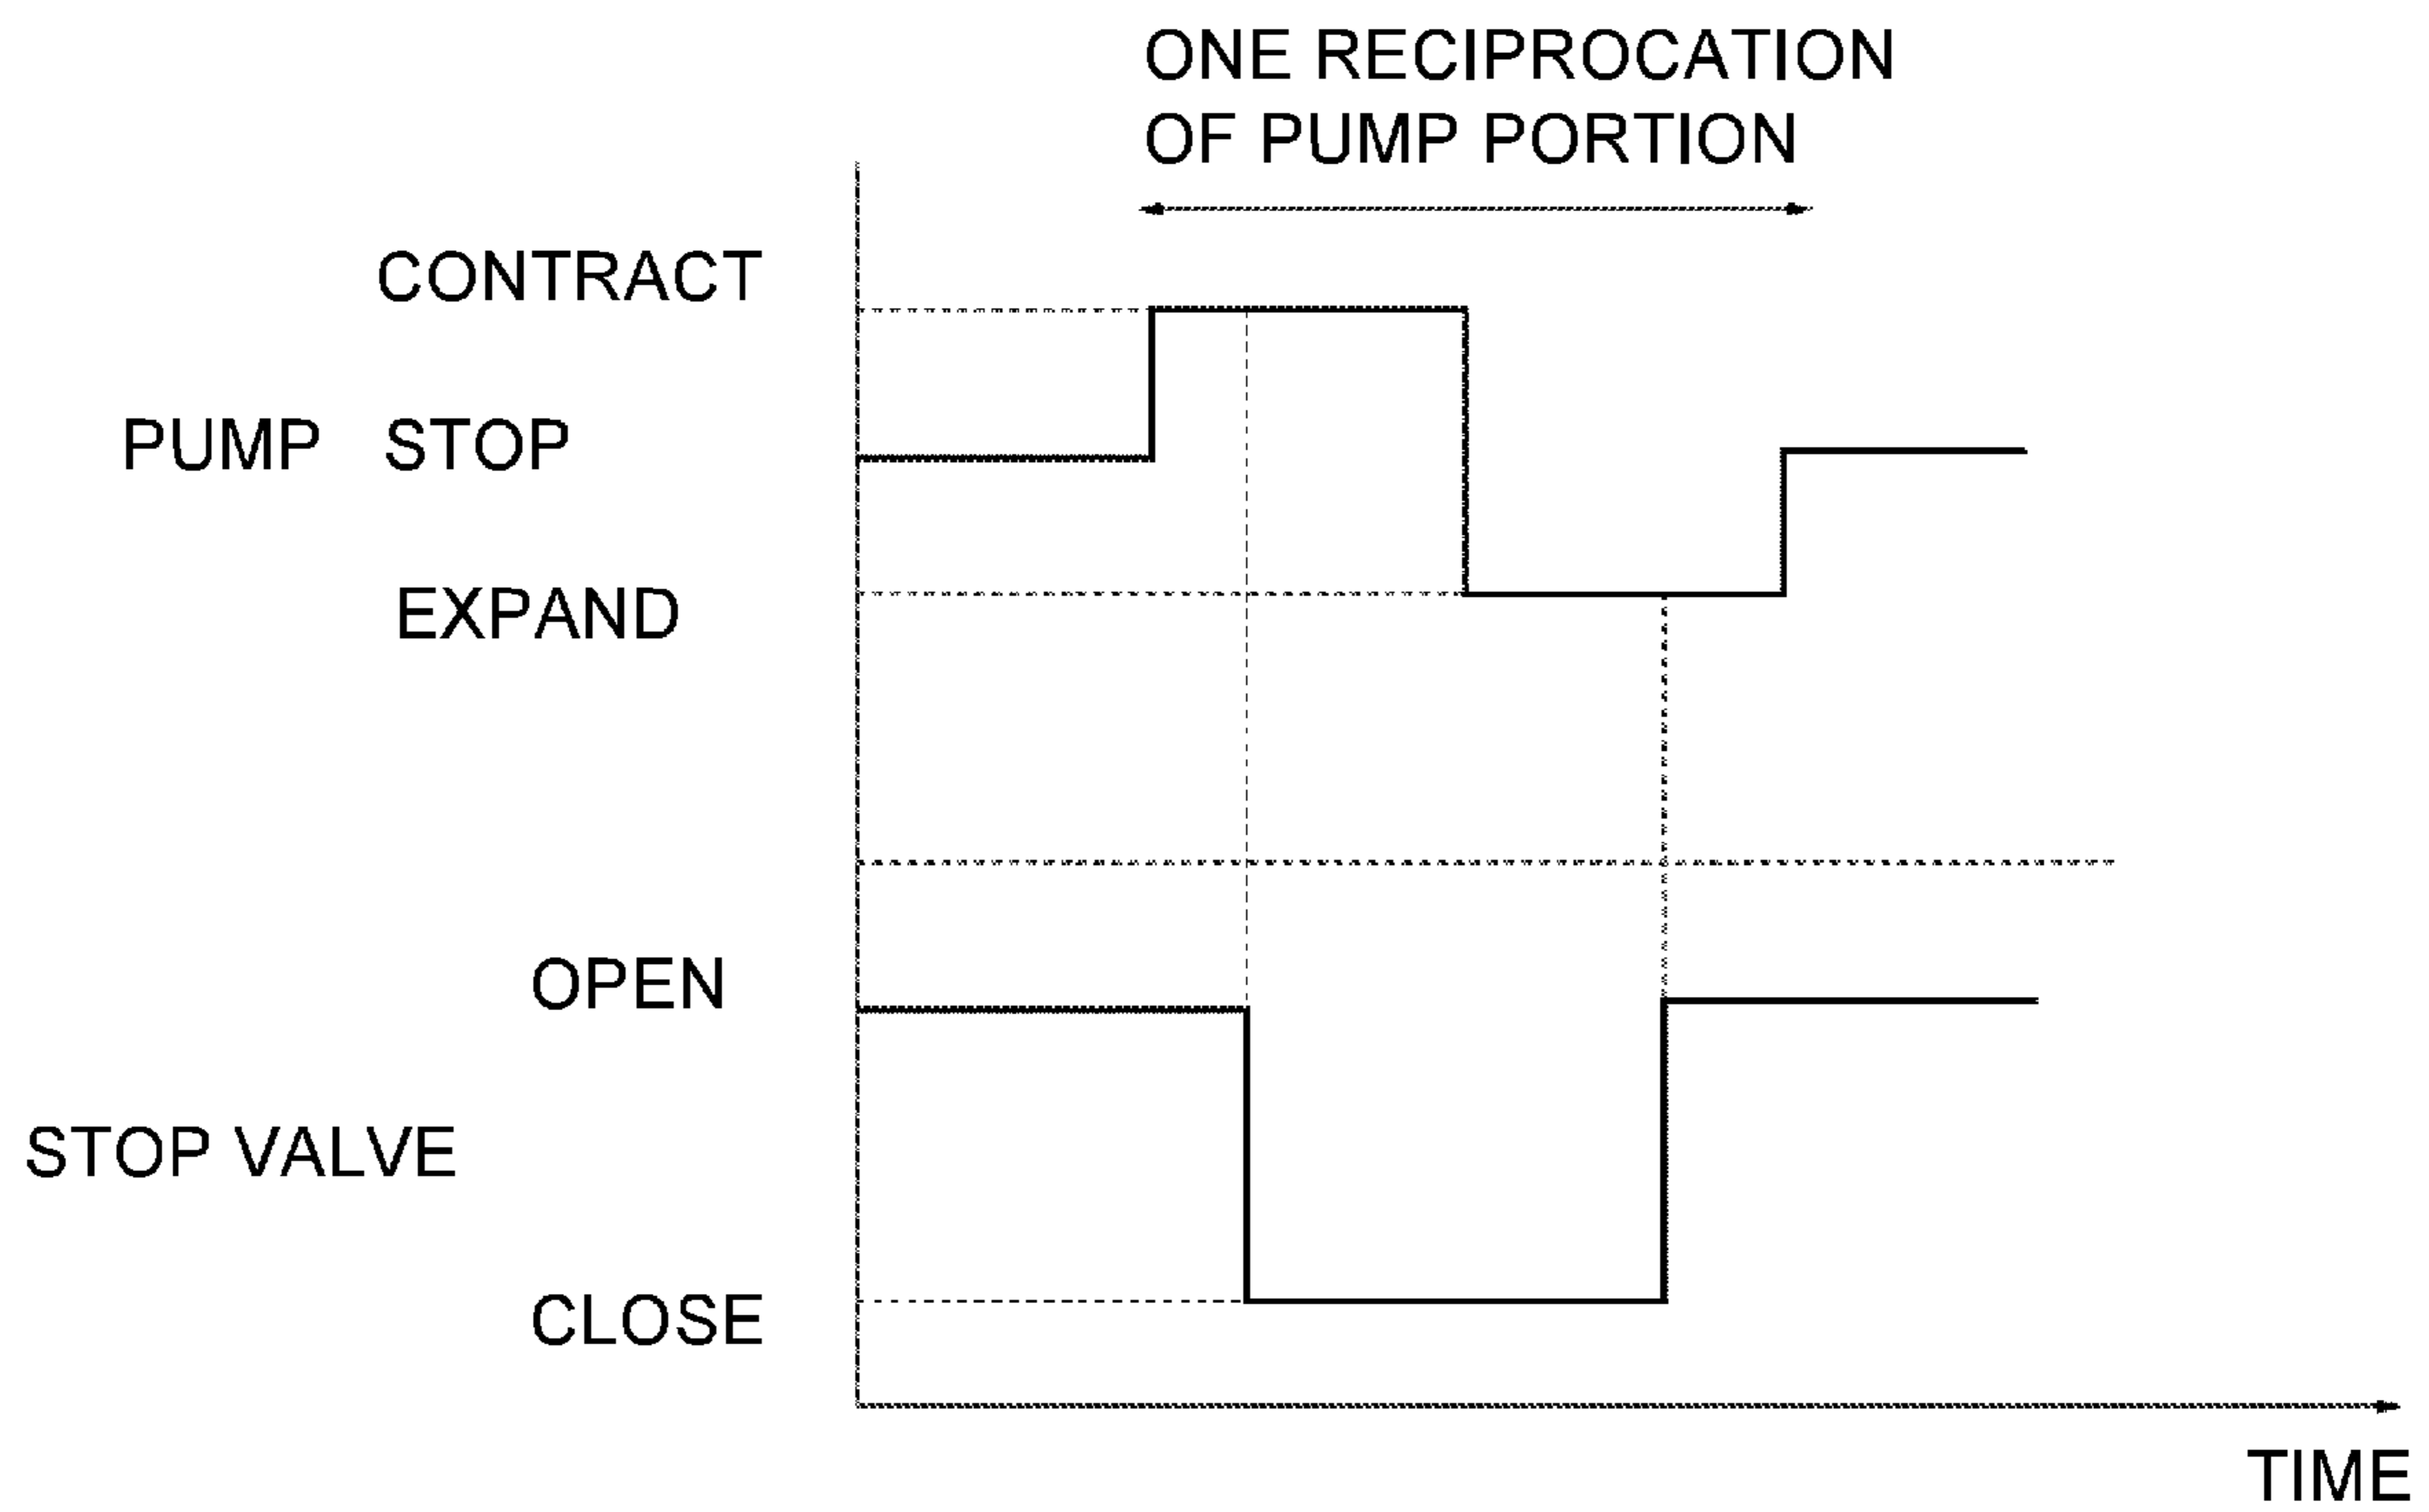 ONE RECIPROCATION
OF PUMP PORTION
CONTRACT
PUMP STOP
EXPAND
OPEN
STOP VALVE
CLOSE
TIME